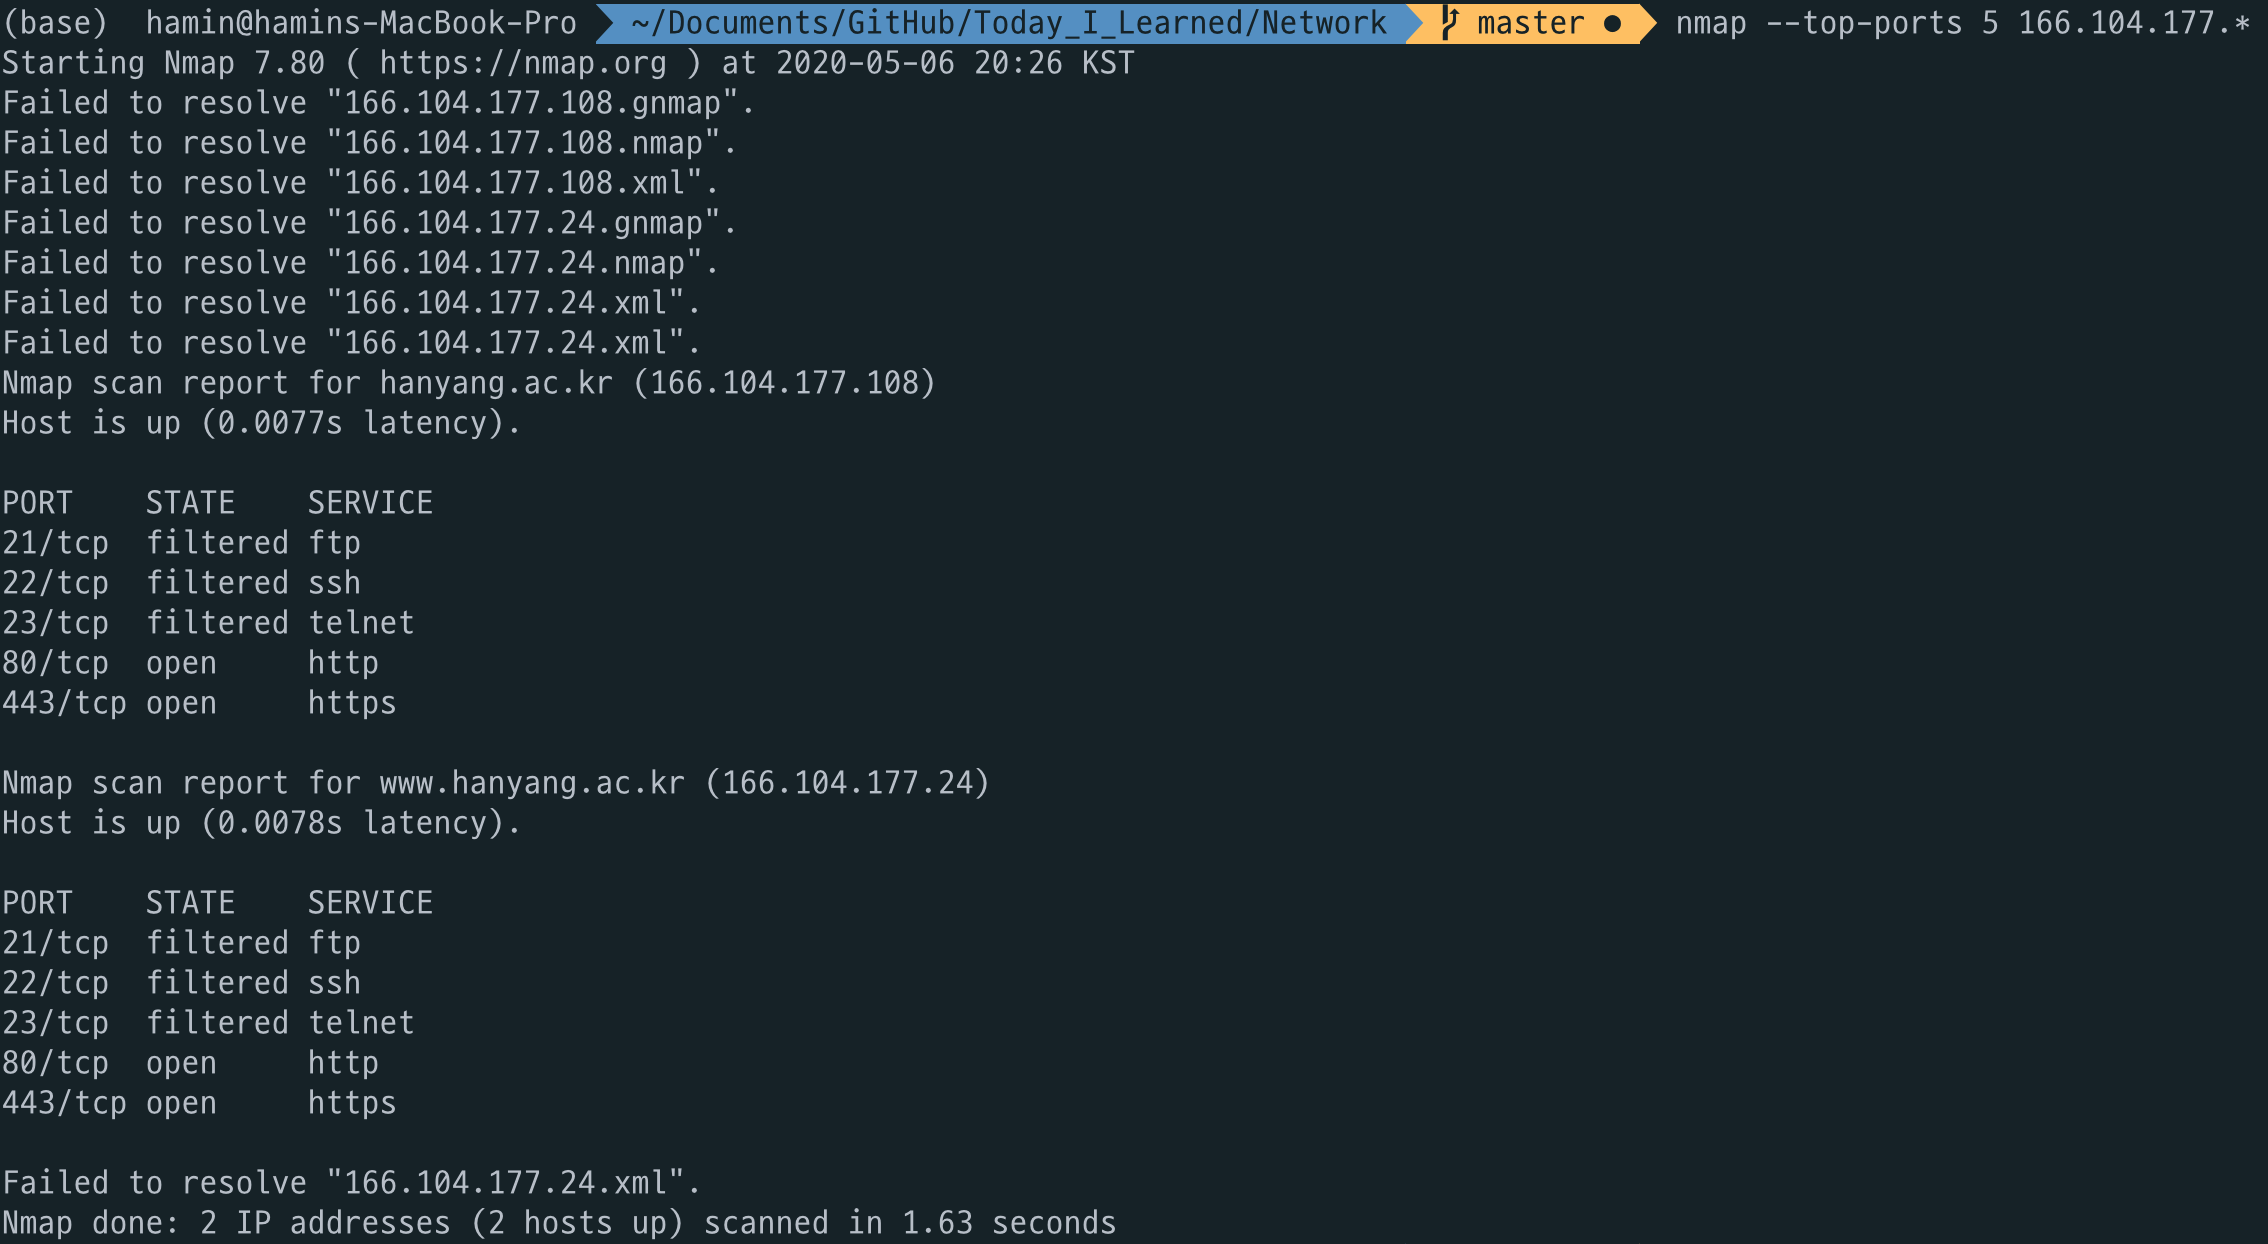 (base)  hamin@hamins-MacBook-Pro  ~/Documents/GitHub/Today_I_Learned/Network  master ●  nmap --top-ports 5 166.104.177.*
Starting Nmap 7.80 ( https://nmap.org ) at 2020-05-06 20:26 KST
Failed to resolve "166.104.177.108.gnmap".
Failed to resolve "166.104.177.108.nmap".
Failed to resolve "166.104.177.108.xml".
Failed to resolve "166.104.177.24.gnmap".
Failed to resolve "166.104.177.24.nmap".
Failed to resolve "166.104.177.24.xml".
Failed to resolve "166.104.177.24.xml".
Nmap scan report for hanyang.ac.kr (166.104.177.108)
Host is up (0.0077s latency).

PORT    STATE    SERVICE
21/tcp  filtered ftp
22/tcp  filtered ssh
23/tcp  filtered telnet
80/tcp  open     http
443/tcp open     https

Nmap scan report for www.hanyang.ac.kr (166.104.177.24)
Host is up (0.0078s latency).

PORT    STATE    SERVICE
21/tcp  filtered ftp
22/tcp  filtered ssh
23/tcp  filtered telnet
80/tcp  open     http
443/tcp open     https

Failed to resolve "166.104.177.24.xml".
Nmap done: 2 IP addresses (2 hosts up) scanned in 1.63 seconds